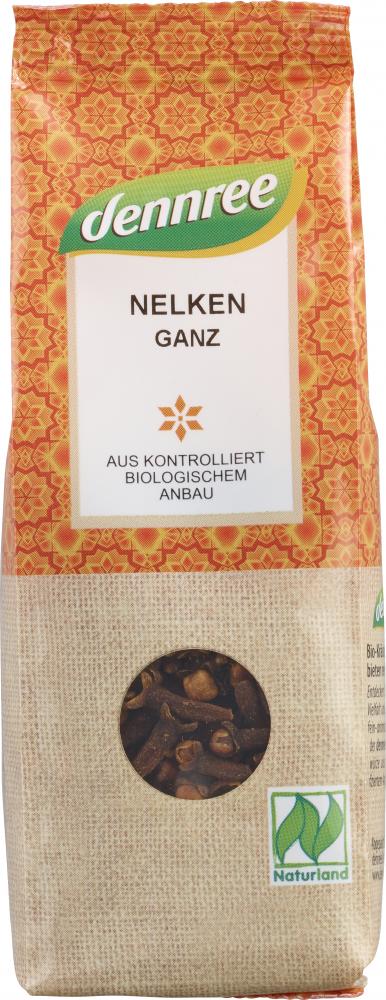 dennree
NELKEN
GANZ
AUS KONTROLLIERT
BIOLOGISCHEM
ANBAU
Naturland